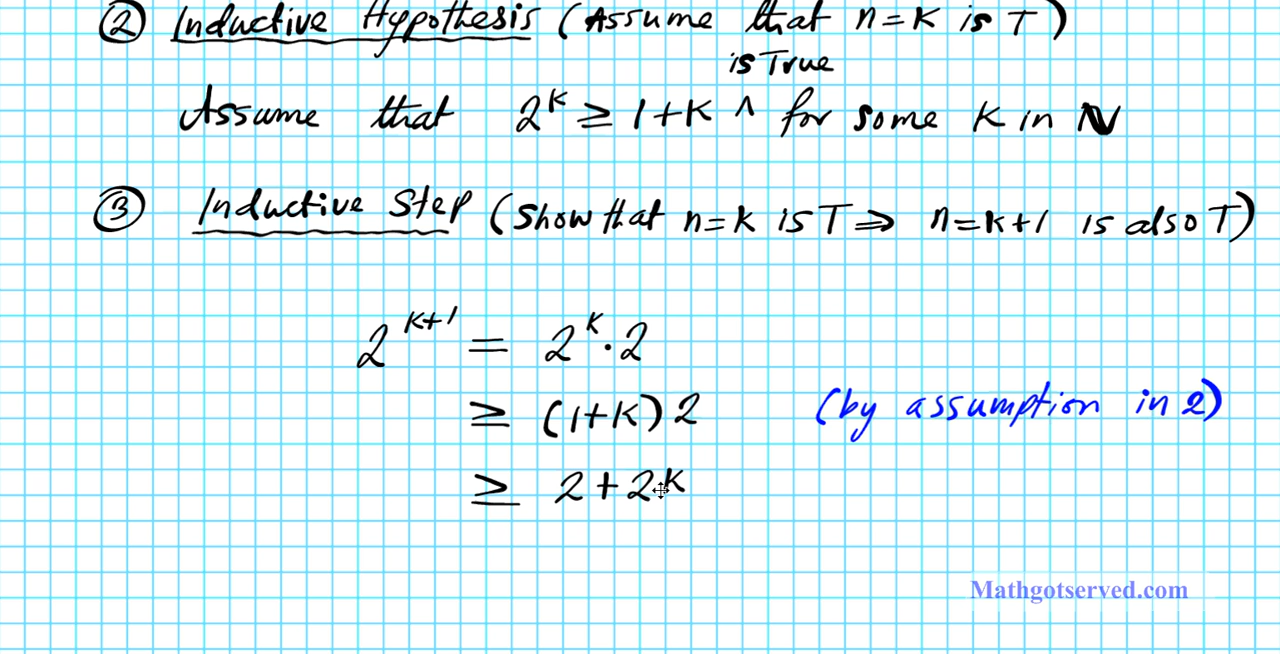 ② Inductive Hypothesis (Assume that n=k is T)
is True
Assume that 2^k ≥ 1+k ^ for some k in N
③ Inductive Step (Show that n=k is T ⇒ n=k+1 is also T)
2^{k+1} = 2^k · 2
≥ (1+k) 2 (by assumption in 2)
≥ 2+2k
Mathgotserved.com